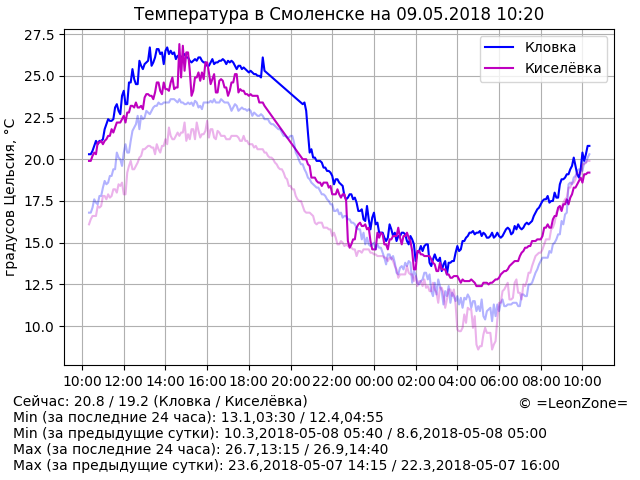 Температура в Смоленске на 09.05.2018 10:20
градусов Цельсия, °C
27.5
25.0
22.5
20.0
17.5
15.0
12.5
10.0
Кловка
Киселёвка
10:00 12:00 14:00 16:00 18:00 20:00 22:00 00:00 02:00 04:00 06:00 08:00 10:00
Сейчас: 20.8 / 19.2 (Кловка / Киселёвка)
© =LeonZone=
Min (за последние 24 часа): 13.1,03:30 / 12.4,04:55
Min (за предыдущие сутки): 10.3,2018-05-08 05:40 / 8.6,2018-05-08 05:00
Max (за последние 24 часа): 26.7,13:15 / 26.9,14:40
Max (за предыдущие сутки): 23.6,2018-05-07 14:15 / 22.3,2018-05-07 16:00